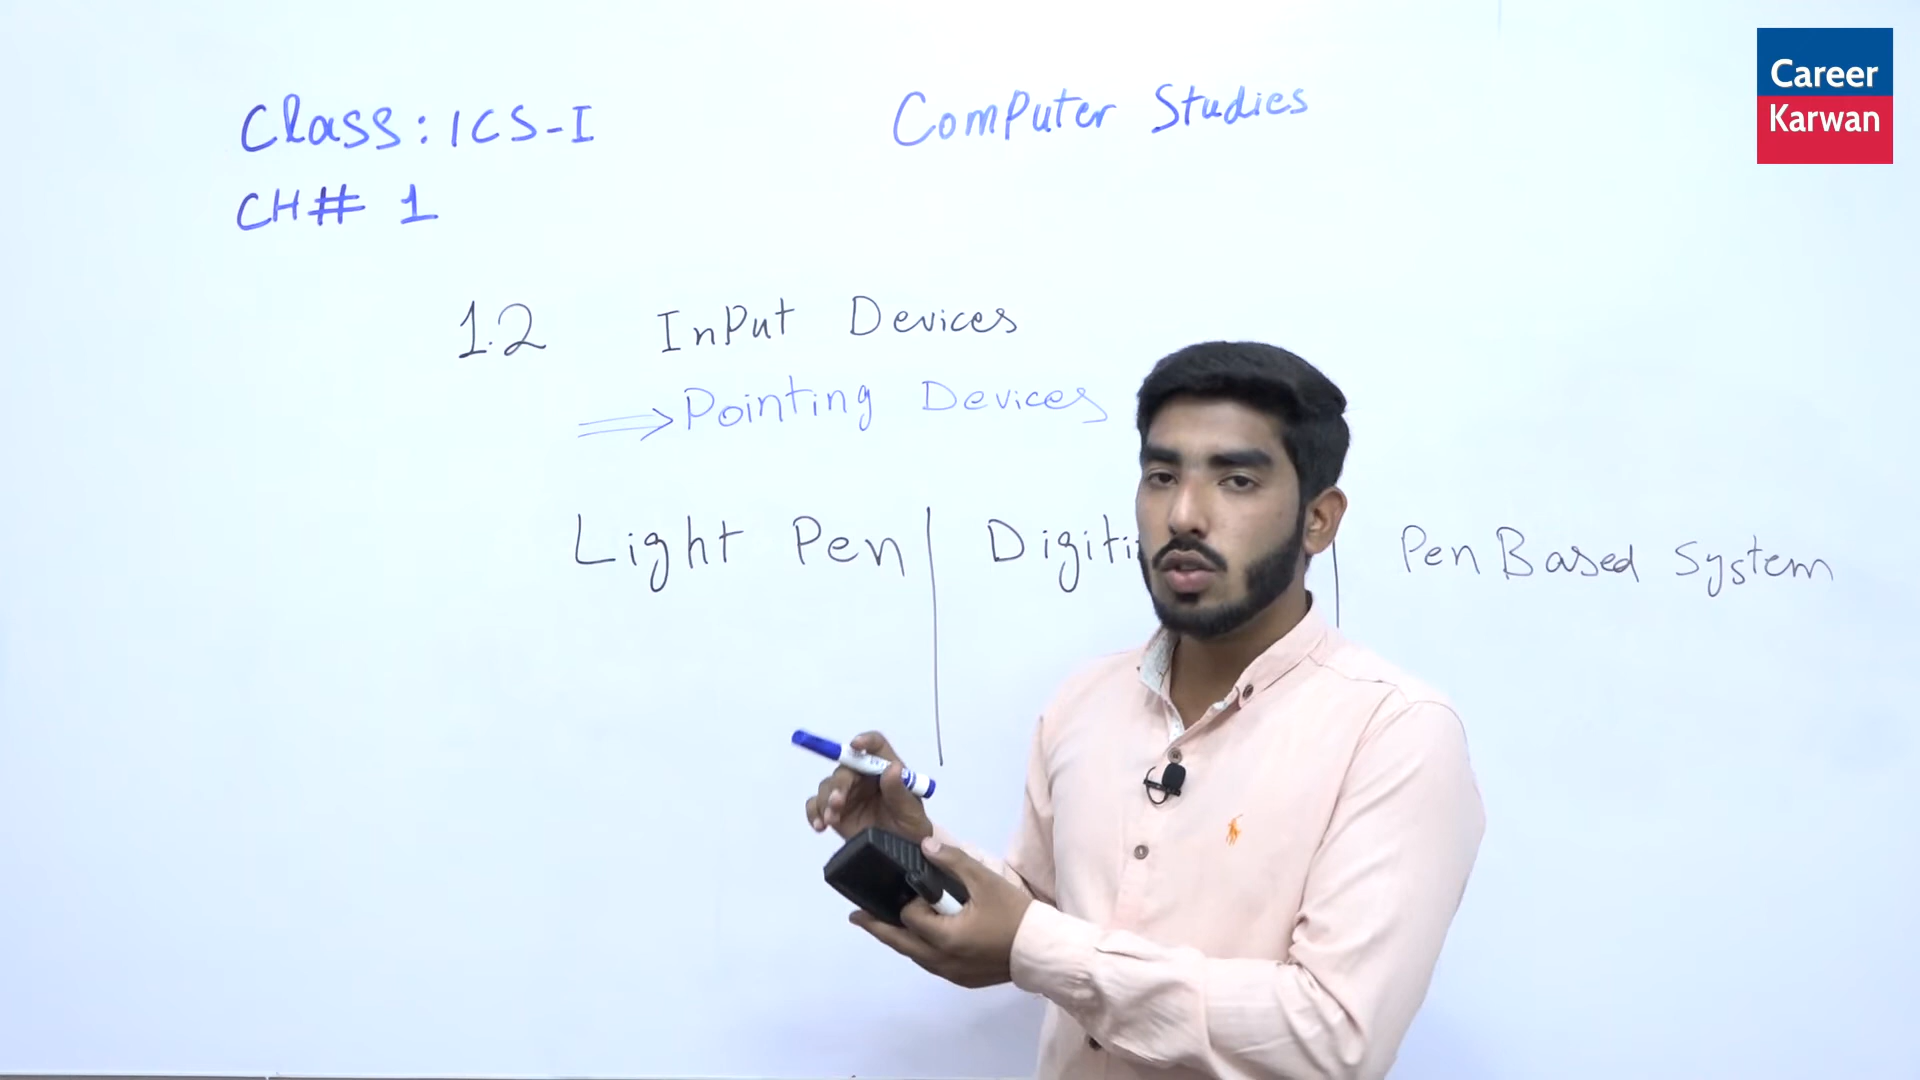 Career
Karwan
Class: ICS-I
Computer Studies
CH# 1
1.2 Input Devices
⇒ Pointing Devices
Light Pen
Pen Based System